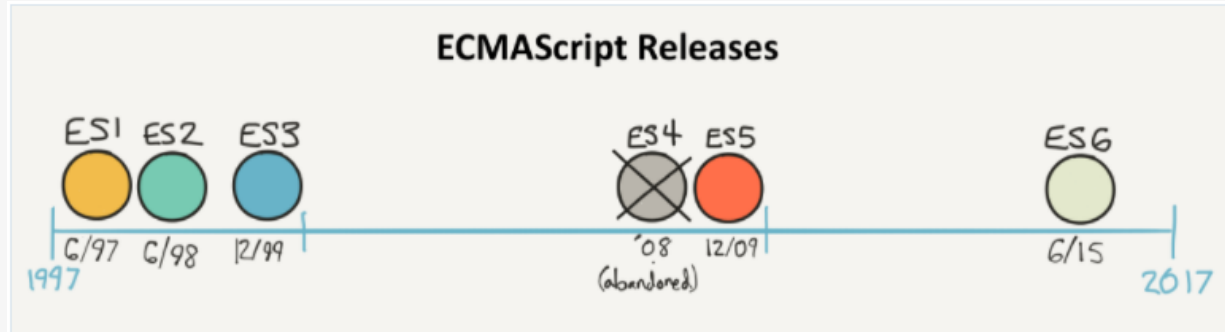 ECMAScript Releases
ES1 ES2 ES3 ES4 ES5 ES6
6/97 6/98 12/99 '08 12/09 6/15
(abandoned)
1997 2017